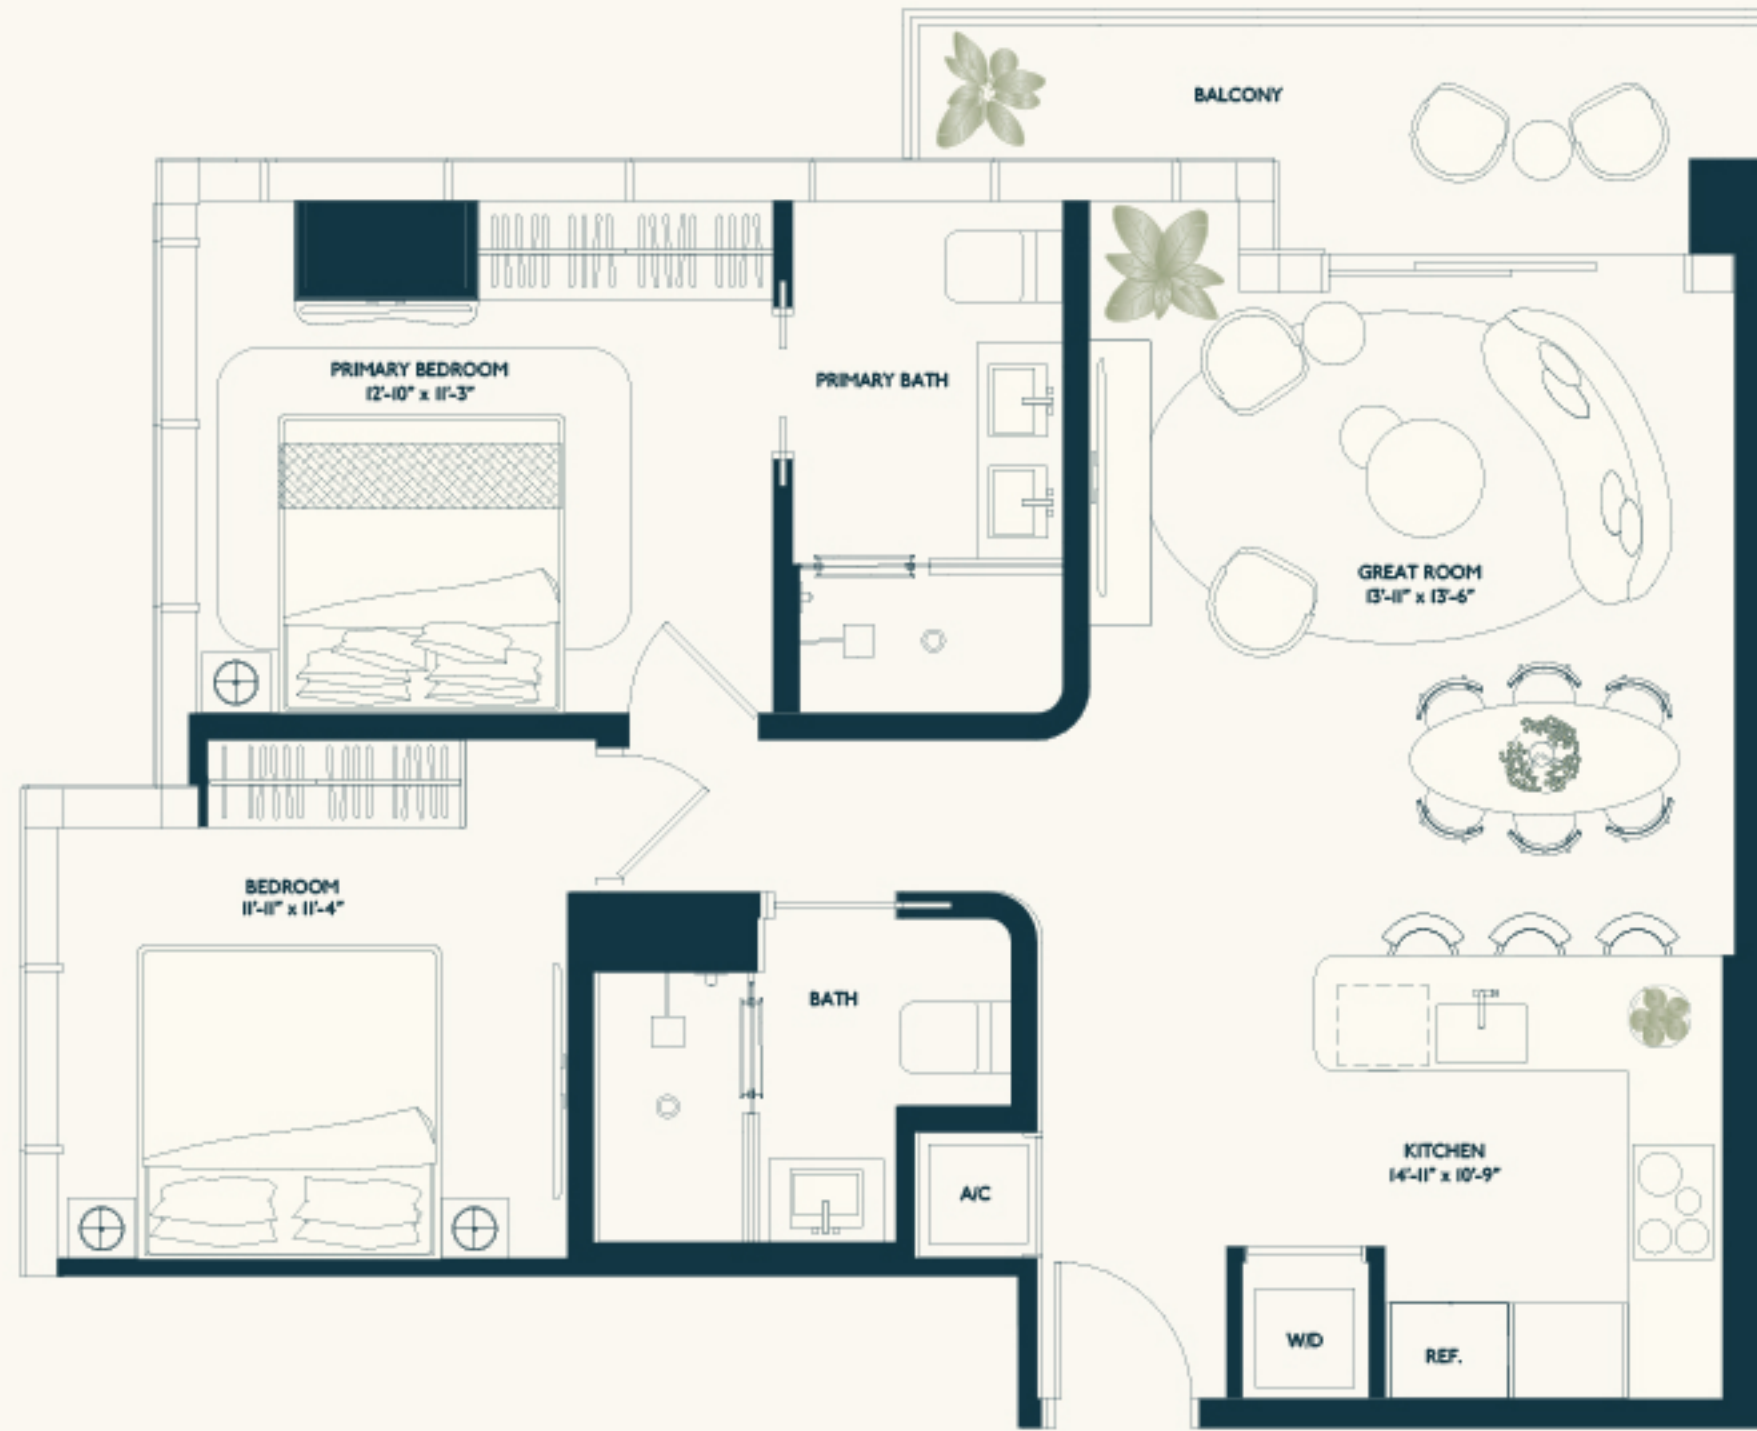 BALCONY
PRIMARY BEDROOM
12'-10" x 11'-3"
PRIMARY BATH
GREAT ROOM
13'-11" x 13'-6"
BEDROOM
11'-11" x 11'-4"
BATH
A/C
KITCHEN
14'-11" x 10'-9"
W/D
REF.